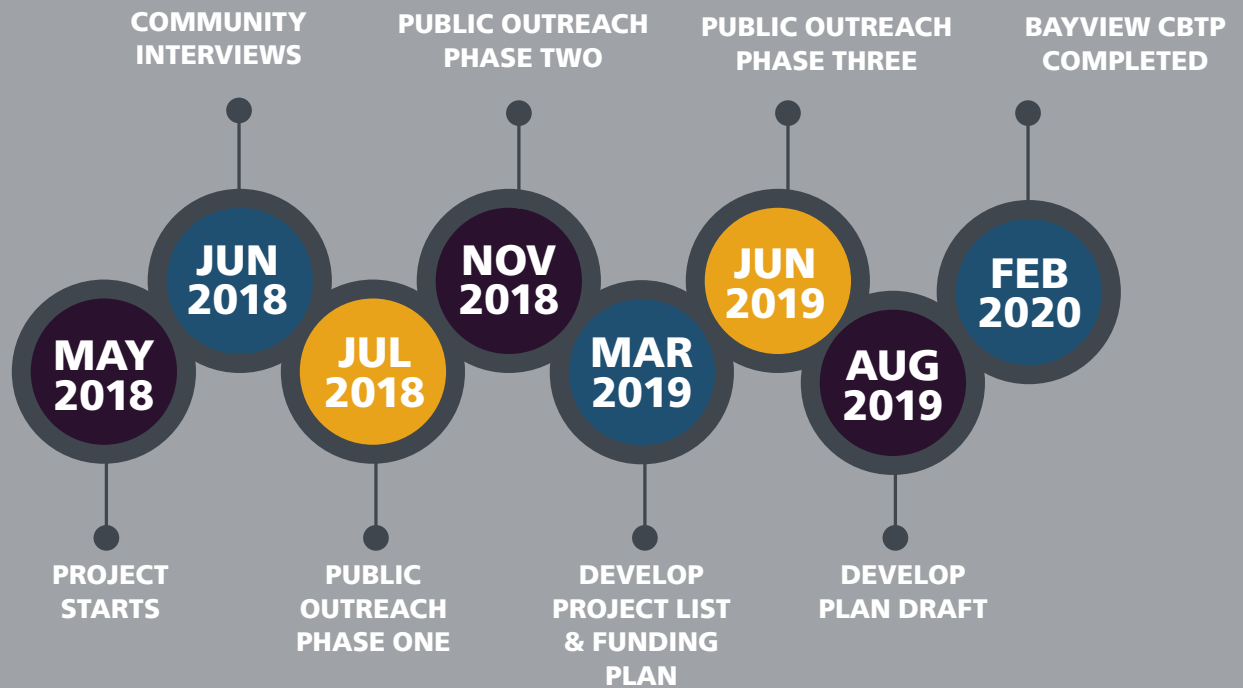 COMMUNITY
INTERVIEWS
PUBLIC OUTREACH
PHASE TWO
PUBLIC OUTREACH
PHASE THREE
BAYVIEW CBTP
COMPLETED
MAY
2018
JUN
2018
JUL
2018
NOV
2018
MAR
2019
JUN
2019
AUG
2019
FEB
2020
PROJECT
STARTS
PUBLIC
OUTREACH
PHASE ONE
DEVELOP
PROJECT LIST
& FUNDING
PLAN
DEVELOP
PLAN DRAFT